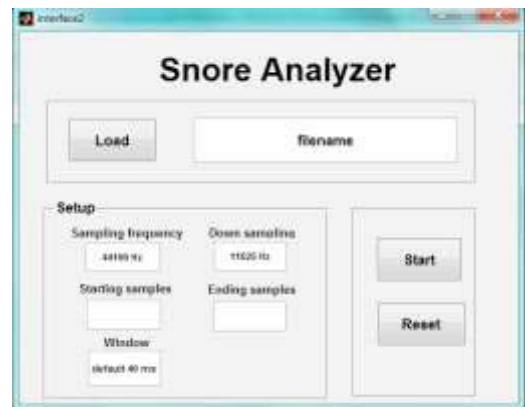 interface2
Snore Analyzer
Load
filename
Setup
Sampling frequency
Down sampling
44100 Hz
11025 Hz
Starting samples
Ending samples
Window
default 40 ms
Start
Reset